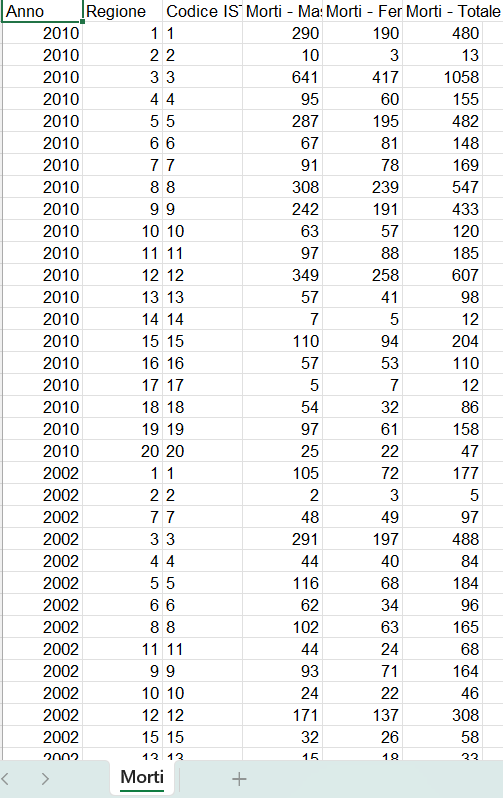 Anno Regione Codice IST Morti - Mas Morti - Fer Morti - Totale
2010 1 1 290 190 480
2010 2 2 10 3 13
2010 3 3 641 417 1058
2010 4 4 95 60 155
2010 5 5 287 195 482
2010 6 6 67 81 148
2010 7 7 91 78 169
2010 8 8 308 239 547
2010 9 9 242 191 433
2010 10 10 63 57 120
2010 11 11 97 88 185
2010 12 12 349 258 607
2010 13 13 57 41 98
2010 14 14 7 5 12
2010 15 15 110 94 204
2010 16 16 57 53 110
2010 17 17 5 7 12
2010 18 18 54 32 86
2010 19 19 97 61 158
2010 20 20 25 22 47
2002 1 1 105 72 177
2002 2 2 2 3 5
2002 7 7 48 49 97
2002 3 3 291 197 488
2002 4 4 44 40 84
2002 5 5 116 68 184
2002 6 6 62 34 96
2002 8 8 102 63 165
2002 11 11 44 24 68
2002 9 9 93 71 164
2002 10 10 24 22 46
2002 12 12 171 137 308
2002 15 15 32 26 58
2002 13 13 15 18 33
Morti